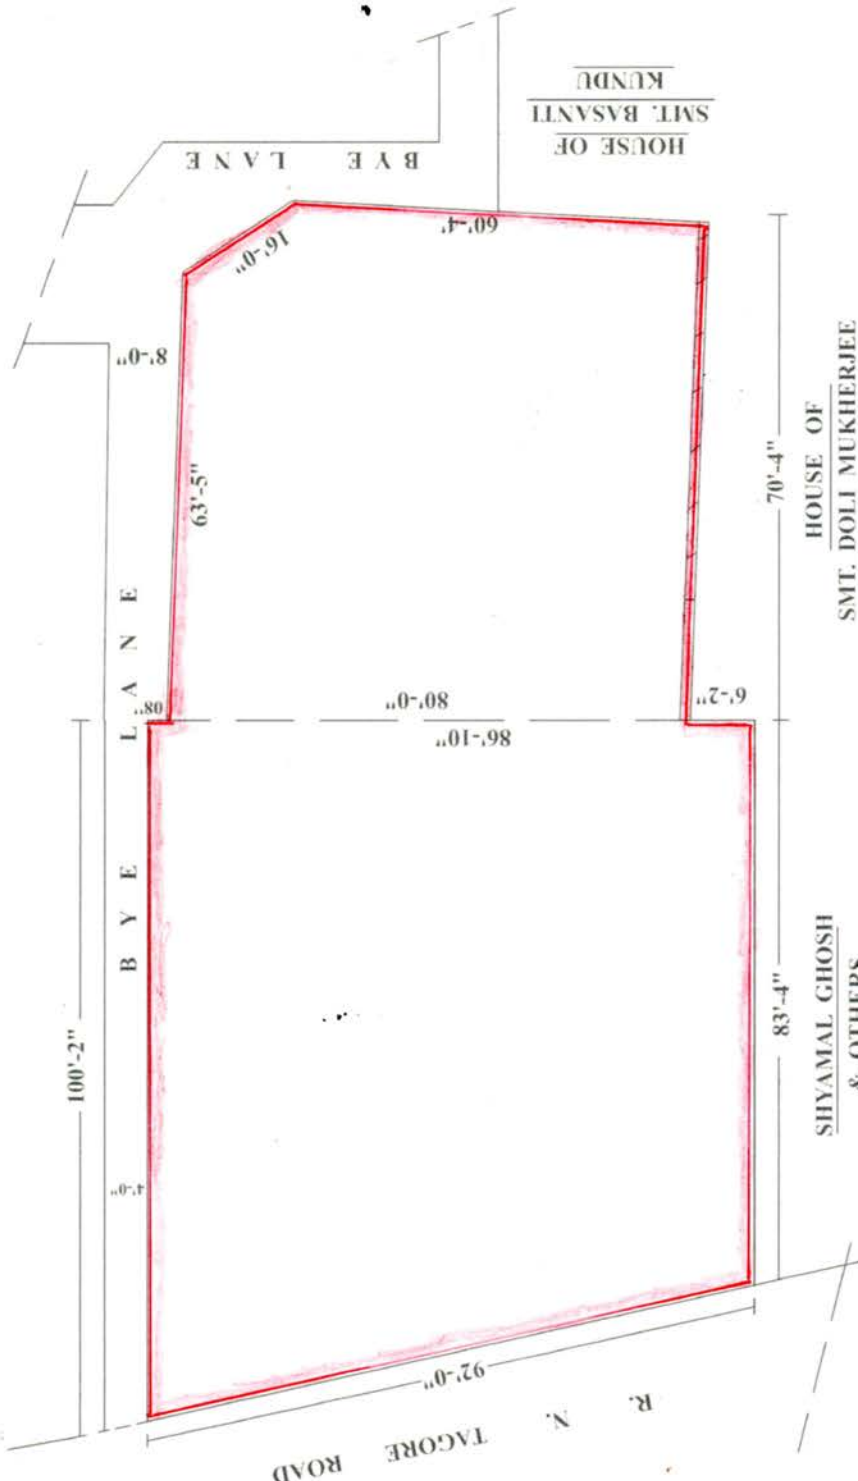 HOUSE OF
SMT. BASANTI
KUNDU
BYE LANE
16'-0"
60'-4"
8'-0"
63'-5"
BYE LANE
08"
80'-0"
86'-10"
6'-2"
70'-4"
HOUSE OF
SMT. DOLI MUKHERJEE
100'-2"
4'-0"
83'-4"
SHYAMAL GHOSH
& OTHERS
92'-0"
R. N. TAGORE ROAD